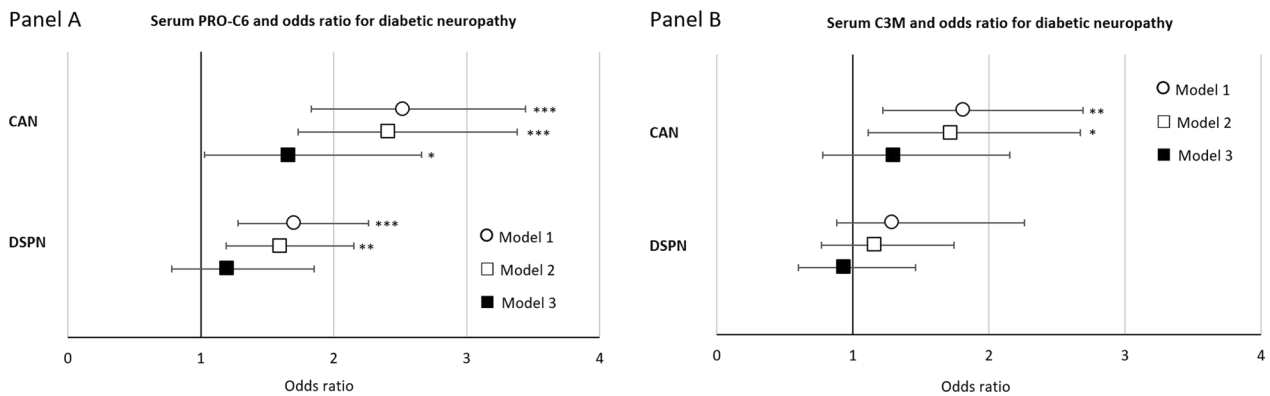 Panel A
Serum PRO-C6 and odds ratio for diabetic neuropathy
CAN
***
***
*
DSPN
***
**
Model 1
Model 2
Model 3
0 1 2 3 4
Odds ratio
Panel B
Serum C3M and odds ratio for diabetic neuropathy
Model 1
Model 2
Model 3
CAN
**
*
DSPN
0 1 2 3 4
Odds ratio